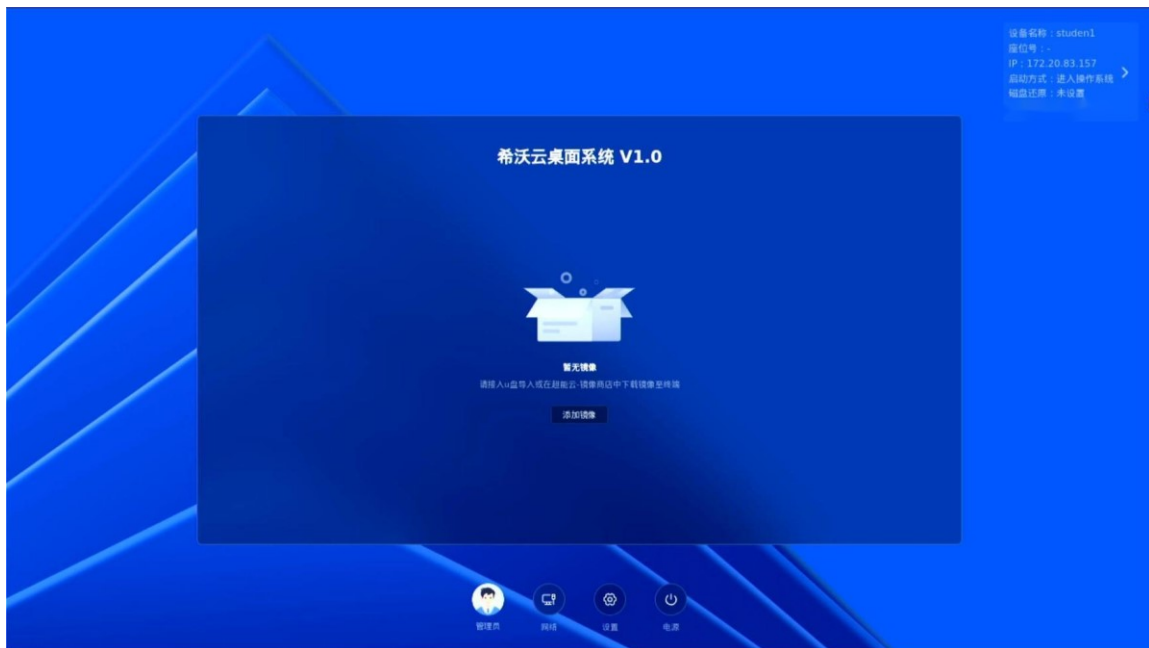 设备名称：studen1
座位号：-
IP：172.20.83.157
启动方式：进入操作系统
磁盘还原：未设置
希沃云桌面系统 V1.0
暂无镜像
请插入u盘导入或在超能云-镜像商店中下载镜像至终端
添加镜像
管理员
网络
设置
电源